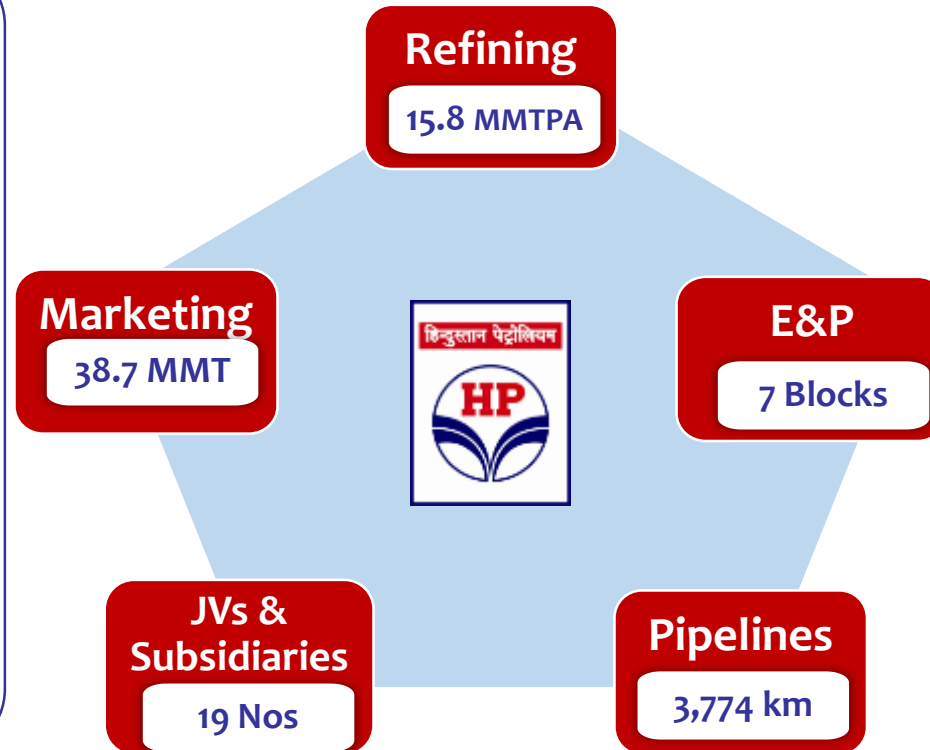 Refining
15.8 MMTPA
Marketing
38.7 MMT
हिन्दुस्तान पेट्रोलियम
HP
E&P
7 Blocks
JVs &
Subsidiaries
19 Nos
Pipelines
3,774 km